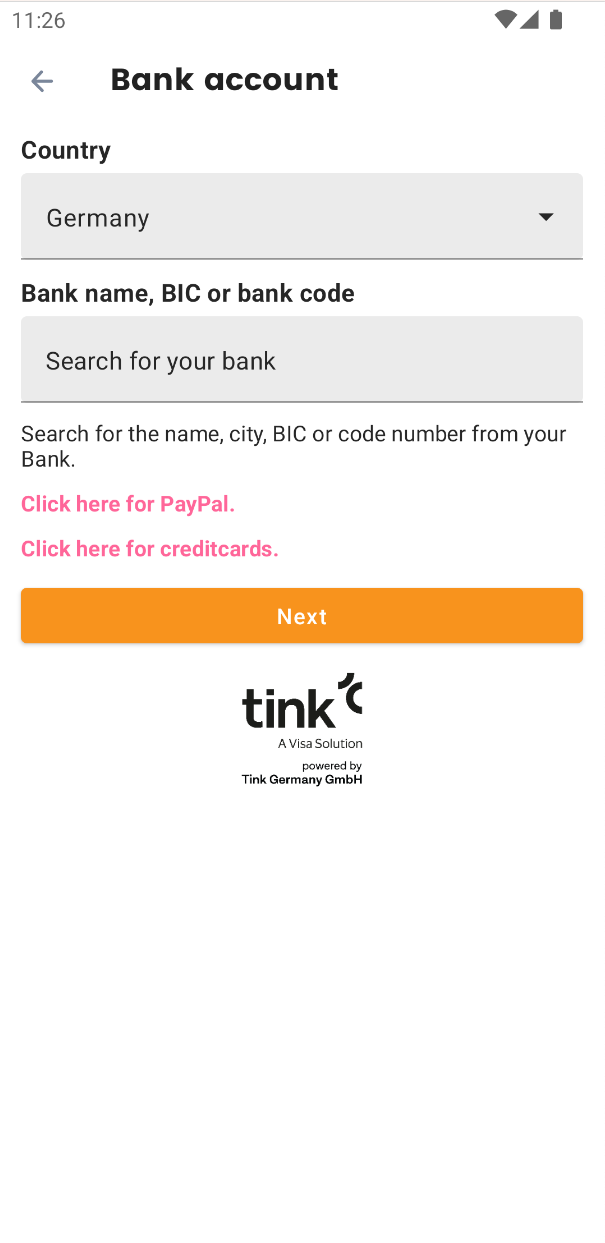 11:26
Bank account
Country
Germany
Bank name, BIC or bank code
Search for your bank
Search for the name, city, BIC or code number from your
Bank.
Click here for PayPal.
Click here for creditcards.
Next
tink
A Visa Solution
powered by
Tink Germany GmbH